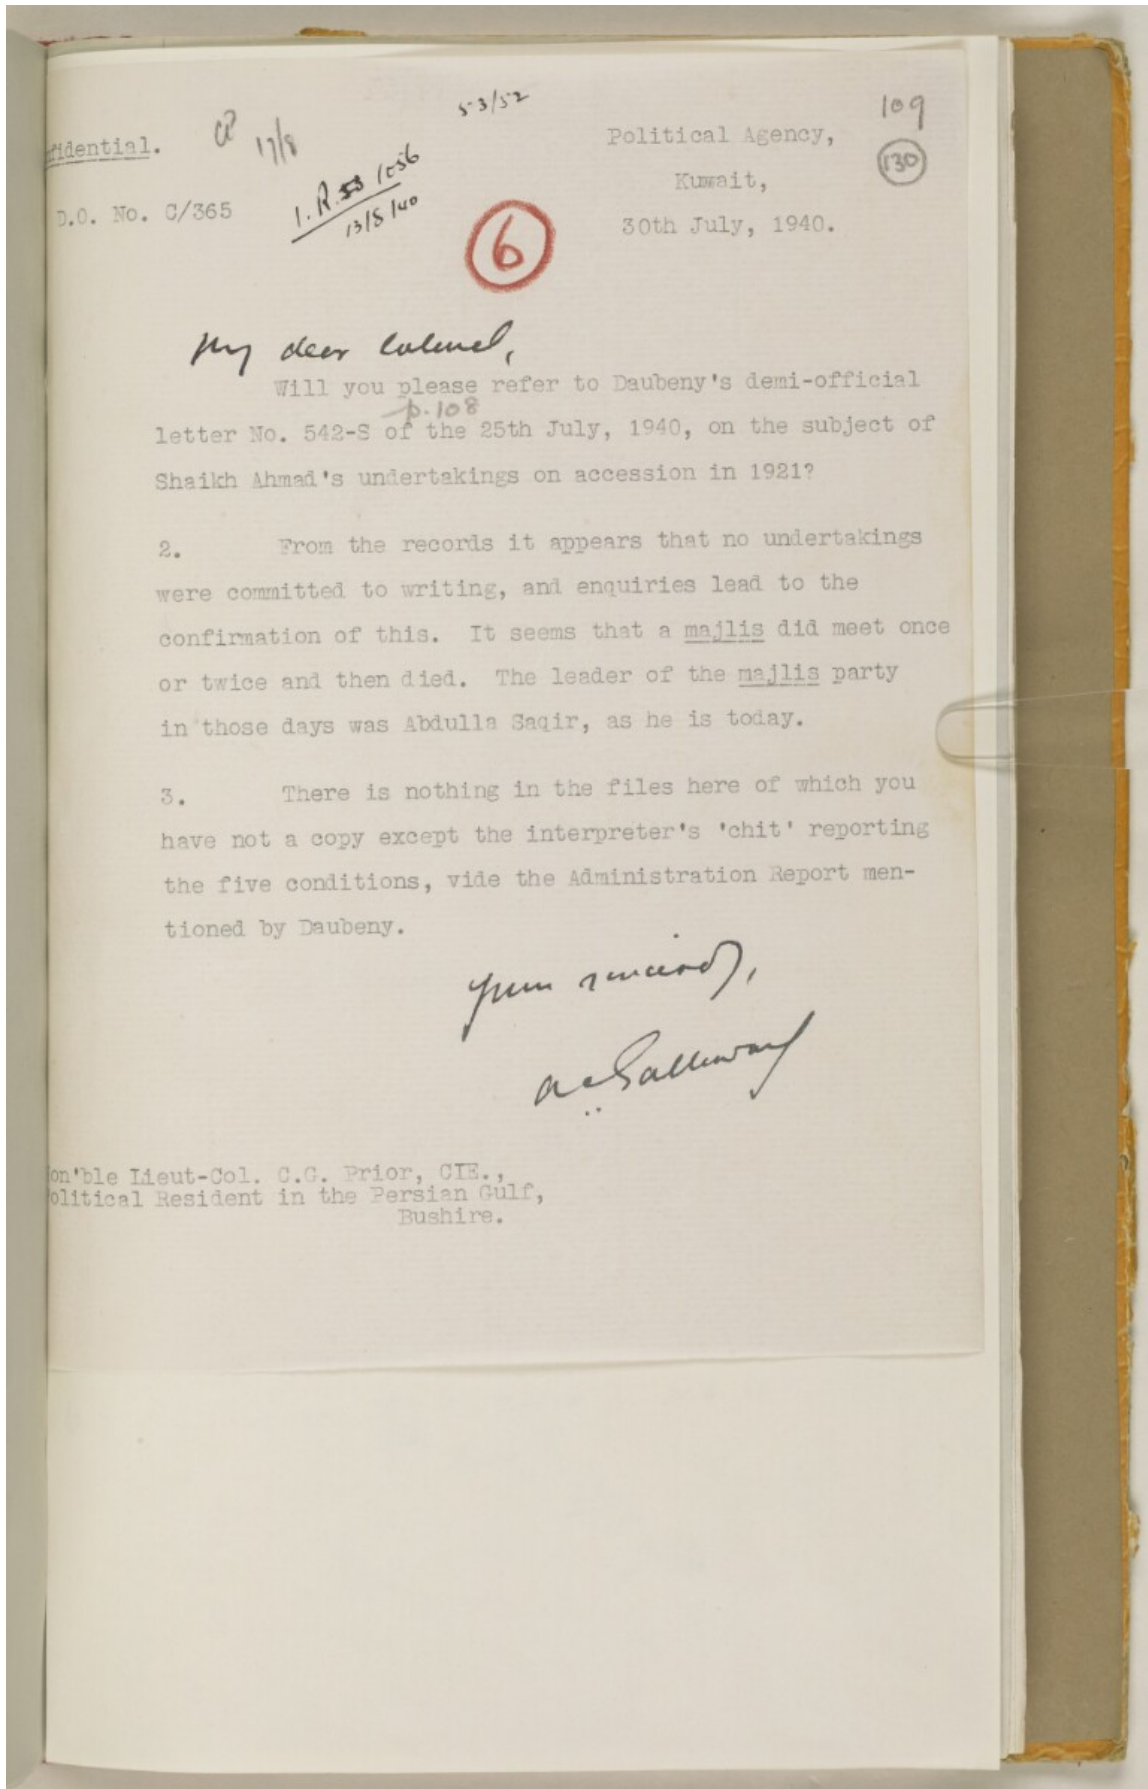 53/52
109
130
CP 17/8
fidential.
Political Agency,
Kuwait,
D.O. No. C/365
I.R. 53 1056
13/8/40
30th July, 1940.
6
My dear Colonel,
Will you please refer to Daubeny's demi-official
p. 108
letter No. 542-S of the 25th July, 1940, on the subject of
Shaikh Ahmad's undertakings on accession in 1921?
2. From the records it appears that no undertakings
were committed to writing, and enquiries lead to the
confirmation of this. It seems that a majlis did meet once
or twice and then died. The leader of the majlis party
in those days was Abdulla Saqir, as he is today.
3. There is nothing in the files here of which you
have not a copy except the interpreter's 'chit' reporting
the five conditions, vide the Administration Report men-
tioned by Daubeny.
Yours sincerely,
A C Galloway
on'ble Lieut-Col. C.G. Prior, CIE.,
olitical Resident in the Persian Gulf,
Bushire.